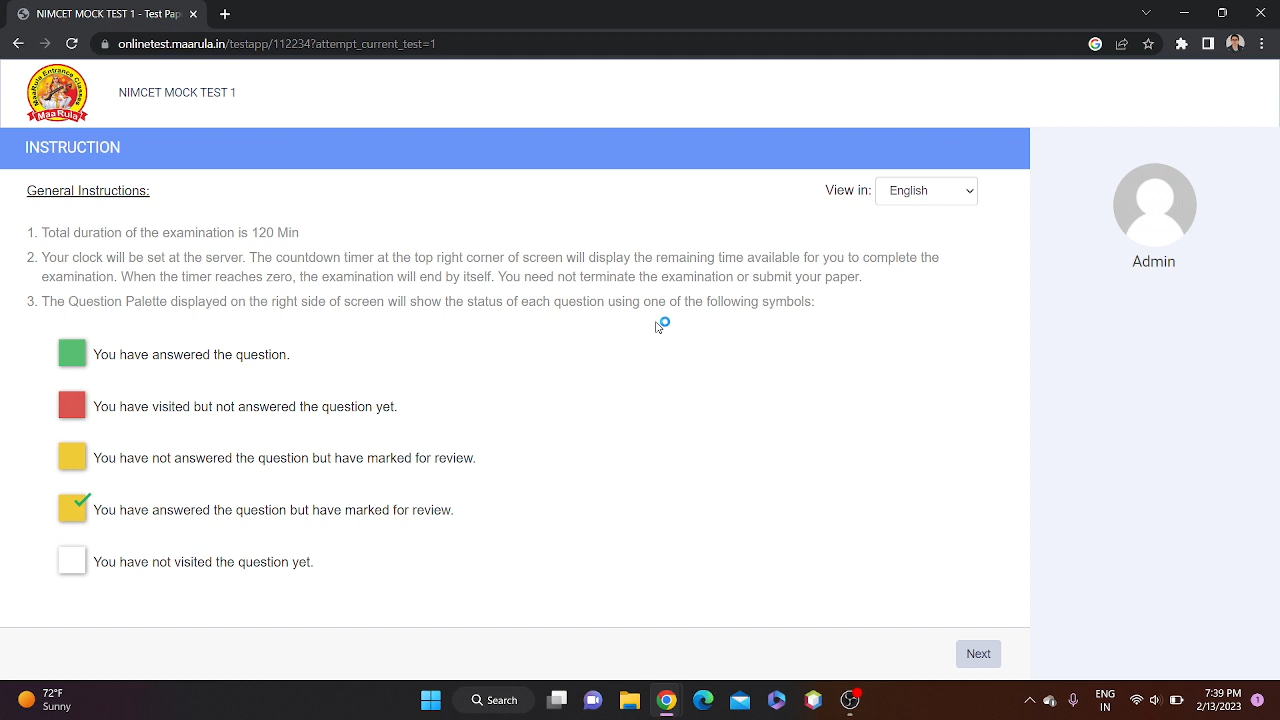 NIMCET MOCK TEST 1 - Test Pap
onlinetest.maarula.in/testapp/112234?attempt_current_test=1
MaaRula Entrance Classes
MaaRula
NIMCET MOCK TEST 1
INSTRUCTION
General Instructions:
View in: English
Admin
1. Total duration of the examination is 120 Min
2. Your clock will be set at the server. The countdown timer at the top right corner of screen will display the remaining time available for you to complete the
examination. When the timer reaches zero, the examination will end by itself. You need not terminate the examination or submit your paper.
3. The Question Palette displayed on the right side of screen will show the status of each question using one of the following symbols:
You have answered the question.
You have visited but not answered the question yet.
You have not answered the question but have marked for review.
You have answered the question but have marked for review.
You have not visited the question yet.
Next
72°F
Sunny
Search
ENG
IN
7:39 PM
2/13/2023
1